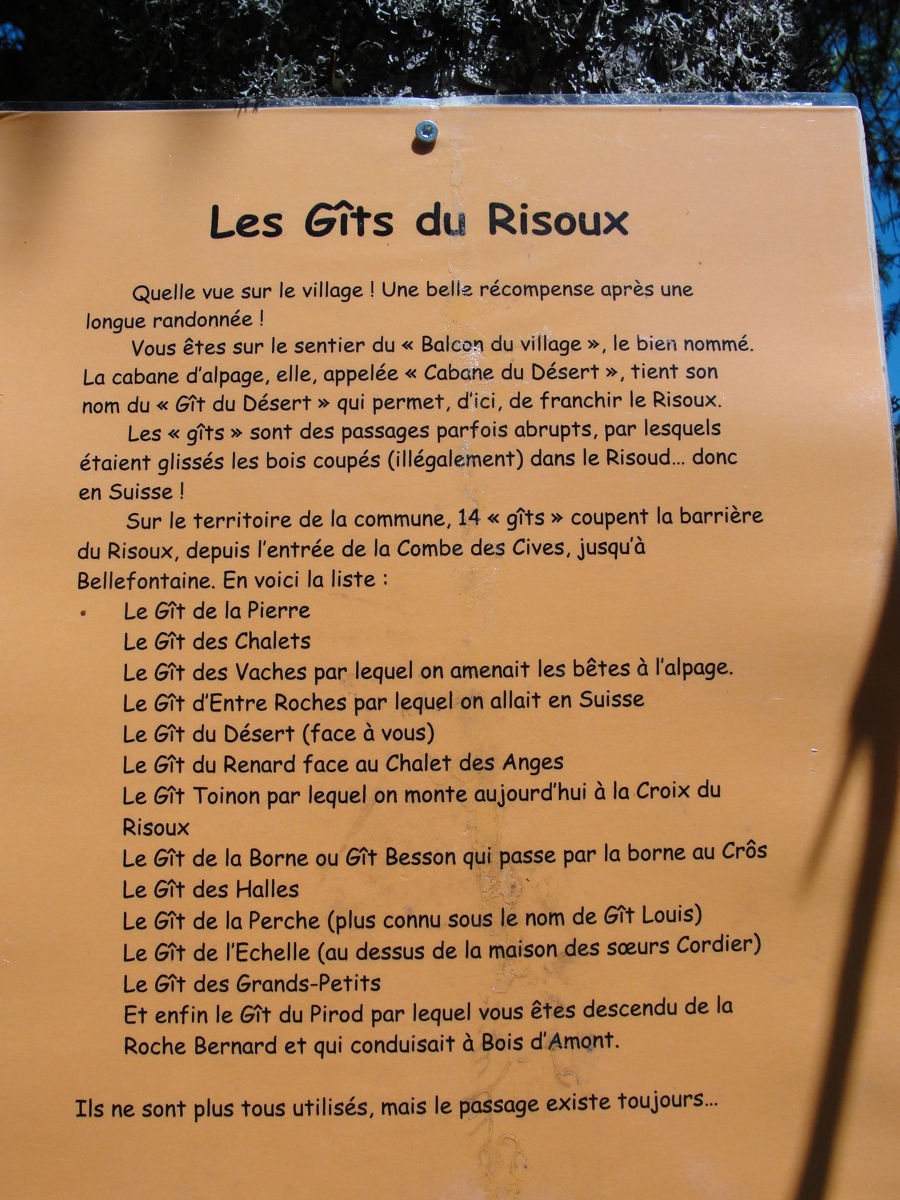 Les Gîts du Risoux
Quelle vue sur le village ! Une belle récompense après une
longue randonnée !
Vous êtes sur le sentier du « Balcon du village », le bien nommé.
La cabane d’alpage, elle, appelée « Cabane du Désert », tient son
nom du « Gît du Désert » qui permet, d’ici, de franchir le Risoux.
Les « gîts » sont des passages parfois abrupts, par lesquels
étaient glissés les bois coupés (illégalement) dans le Risoud... donc
en Suisse !
Sur le territoire de la commune, 14 « gîts » coupent la barrière
du Risoux, depuis l’entrée de la Combe des Cives, jusqu’à
Bellefontaine. En voici la liste :
• Le Gît de la Pierre
Le Gît des Chalets
Le Gît des Vaches par lequel on amenait les bêtes à l’alpage.
Le Gît d’Entre Roches par lequel on allait en Suisse
Le Gît du Désert (face à vous)
Le Gît du Renard face au Chalet des Anges
Le Gît Toinon par lequel on monte aujourd’hui à la Croix du
Risoux
Le Gît de la Borne ou Gît Besson qui passe par la borne au Crôs
Le Gît des Halles
Le Gît de la Perche (plus connu sous le nom de Gît Louis)
Le Gît de l’Echelle (au dessus de la maison des sœurs Cordier)
Le Gît des Grands-Petits
Et enfin le Gît du Pirod par lequel vous êtes descendu de la
Roche Bernard et qui conduisait à Bois d’Amont.
Ils ne sont plus tous utilisés, mais le passage existe toujours...